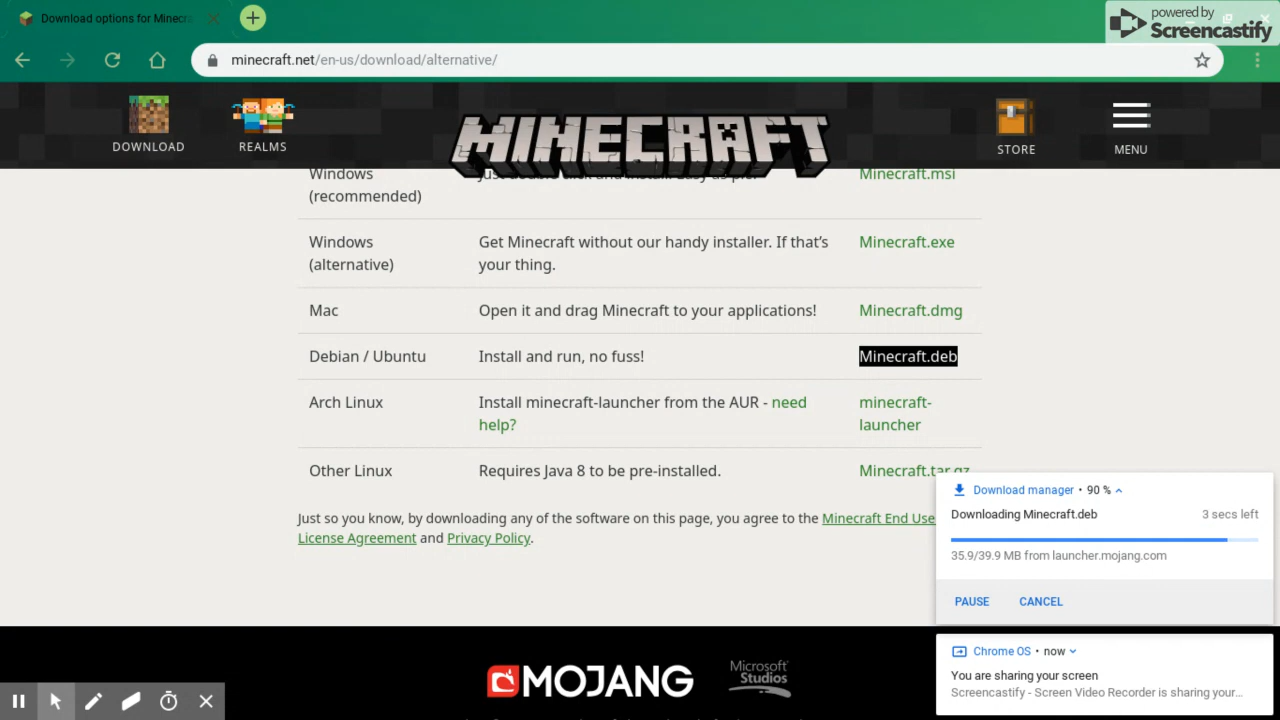 Download options for Minecr
powered by
Screencastify
minecraft.net/en-us/download/alternative/
DOWNLOAD
REALMS
MINECRAFT
STORE
MENU
Windows
(recommended)
Minecraft.msi
Windows
(alternative)
Get Minecraft without our handy installer. If that's
your thing.
Minecraft.exe
Mac
Open it and drag Minecraft to your applications!
Minecraft.dmg
Debian / Ubuntu
Install and run, no fuss!
Minecraft.deb
Arch Linux
Install minecraft-launcher from the AUR - need
help?
minecraft-
launcher
Other Linux
Requires Java 8 to be pre-installed.
Minecraft.tar.gz
Just so you know, by downloading any of the software on this page, you agree to the Minecraft End Use
License Agreement and Privacy Policy.
Download manager • 90 %
Downloading Minecraft.deb
3 secs left
35.9/39.9 MB from launcher.mojang.com
PAUSE
CANCEL
Chrome OS • now
You are sharing your screen
Screencastify - Screen Video Recorder is sharing your...
MOJANG
Microsoft
Studios